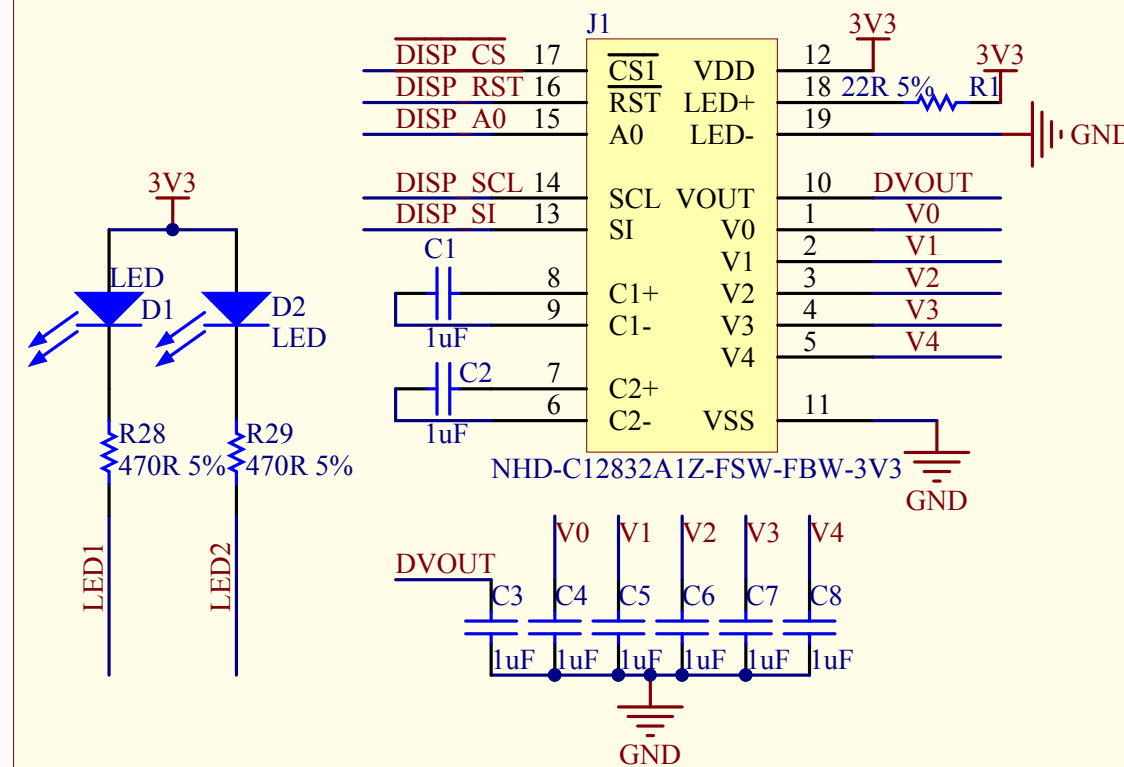 J1
DISP_CS 17 CS1 VDD 12 3V3
DISP_RST 16 RST LED+ 18 22R 5% R1 3V3
DISP_A0 15 A0 LED- 19 GND
DISP_SCL 14 SCL VOUT 10 DVOUT
DISP_SI 13 SI V0 1 V0
V1 2 V1
C1 1uF 8 C1+ V2 3 V2
9 C1- V3 4 V3
V4 5 V4
C2 1uF 7 C2+
6 C2- VSS 11 GND
NHD-C12832A1Z-FSW-FBW-3V3
3V3
LED D1
D2 LED
R28 470R 5%
R29 470R 5%
LED1
LED2
DVOUT V0 V1 V2 V3 V4
C3 C4 C5 C6 C7 C8
1uF 1uF 1uF 1uF 1uF 1uF
GND